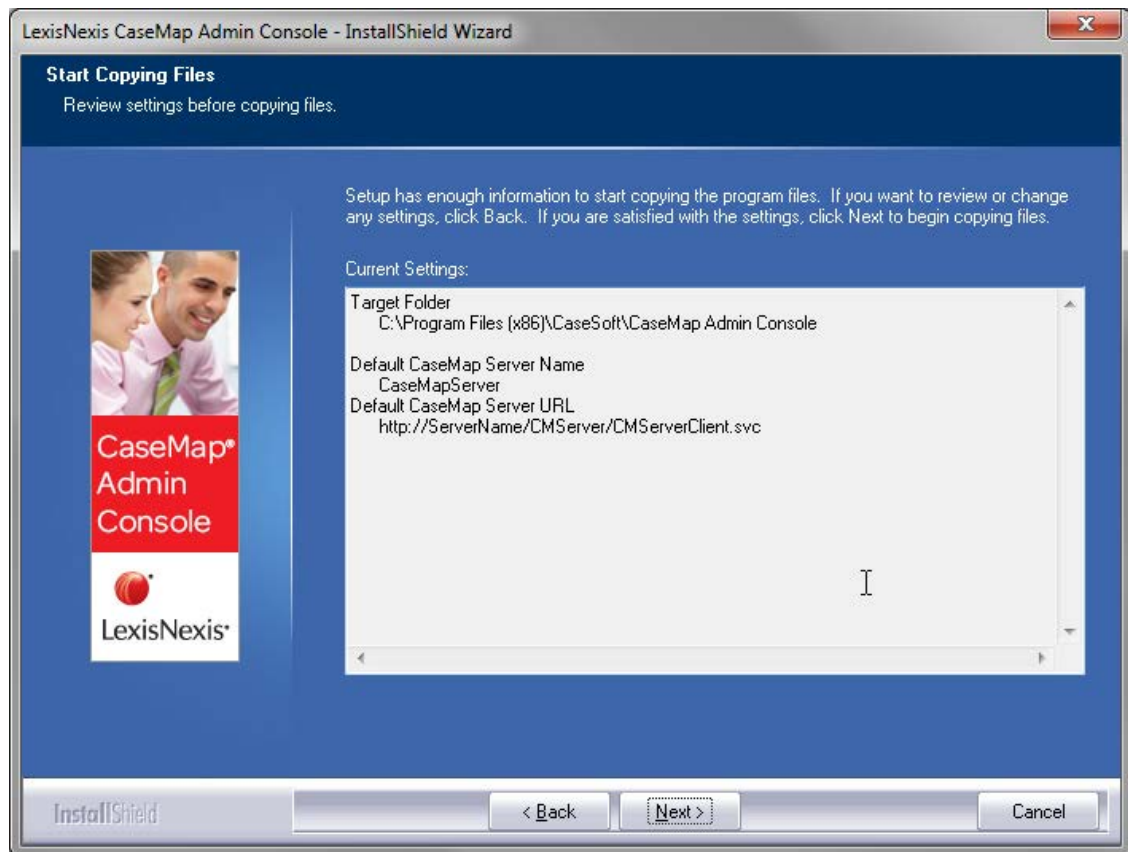 LexisNexis CaseMap Admin Console - InstallShield Wizard
Start Copying Files
Review settings before copying files.
Setup has enough information to start copying the program files. If you want to review or change
any settings, click Back. If you are satisfied with the settings, click Next to begin copying files.
Current Settings:
Target Folder
C:\Program Files (x86)\CaseSoft\CaseMap Admin Console
Default CaseMap Server Name
CaseMapServer
Default CaseMap Server URL
http://ServerName/CMServer/CMServerClient.svc
CaseMap®
Admin
Console
LexisNexis®
InstallShield
< Back
Next >
Cancel